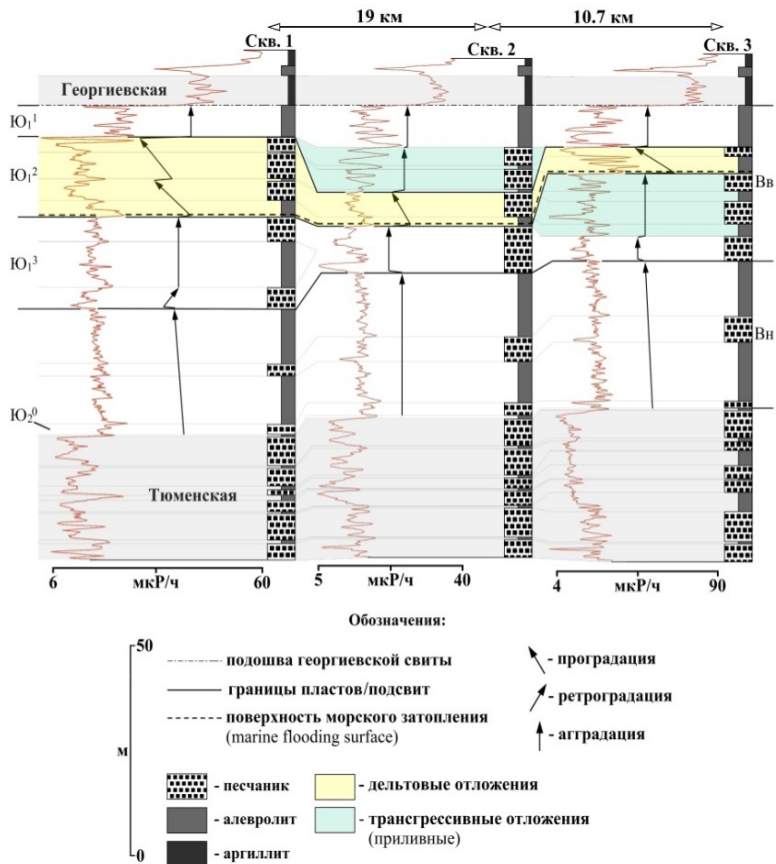 19 км
10.7 км
Скв. 1
Скв. 2
Скв. 3
Георгиевская
Ю₁¹
Ю₁²
Вв
Ю₁³
Вн
Ю₂⁰
Тюменская
6 мкР/ч 60
5 мкР/ч 40
4 мкР/ч 90
Обозначения:
50
м
0
- подошва георгиевской свиты
- границы пластов/подсвит
- поверхность морского затопления
(marine flooding surface)
- проградация
- ретроградация
- аггградация
- песчаник
- алевролит
- аргиллит
- дельтовые отложения
- трансгрессивные отложения
(приливные)